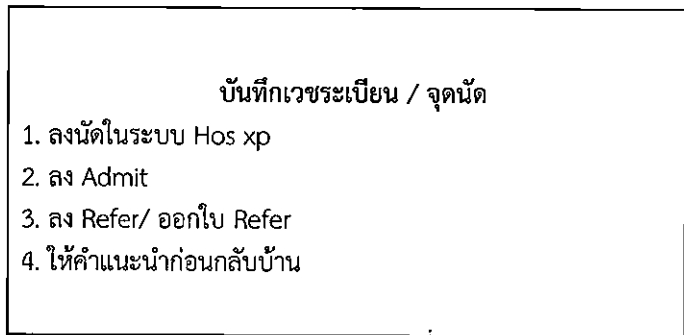 บันทึกเวชระเบียน / จุดนัด
1. ลงนัดในระบบ Hos xp
2. ลง Admit
3. ลง Refer/ ออกใบ Refer
4. ให้คำแนะนำก่อนกลับบ้าน